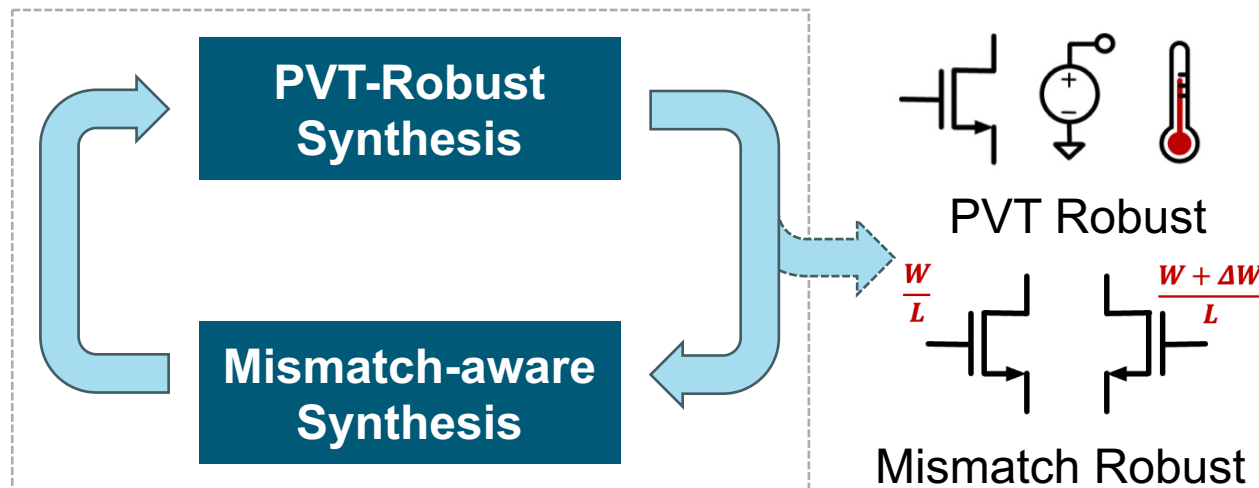 PVT-Robust
Synthesis
Mismatch-aware
Synthesis
+
−
PVT Robust
W
L
W + ΔW
L
Mismatch Robust